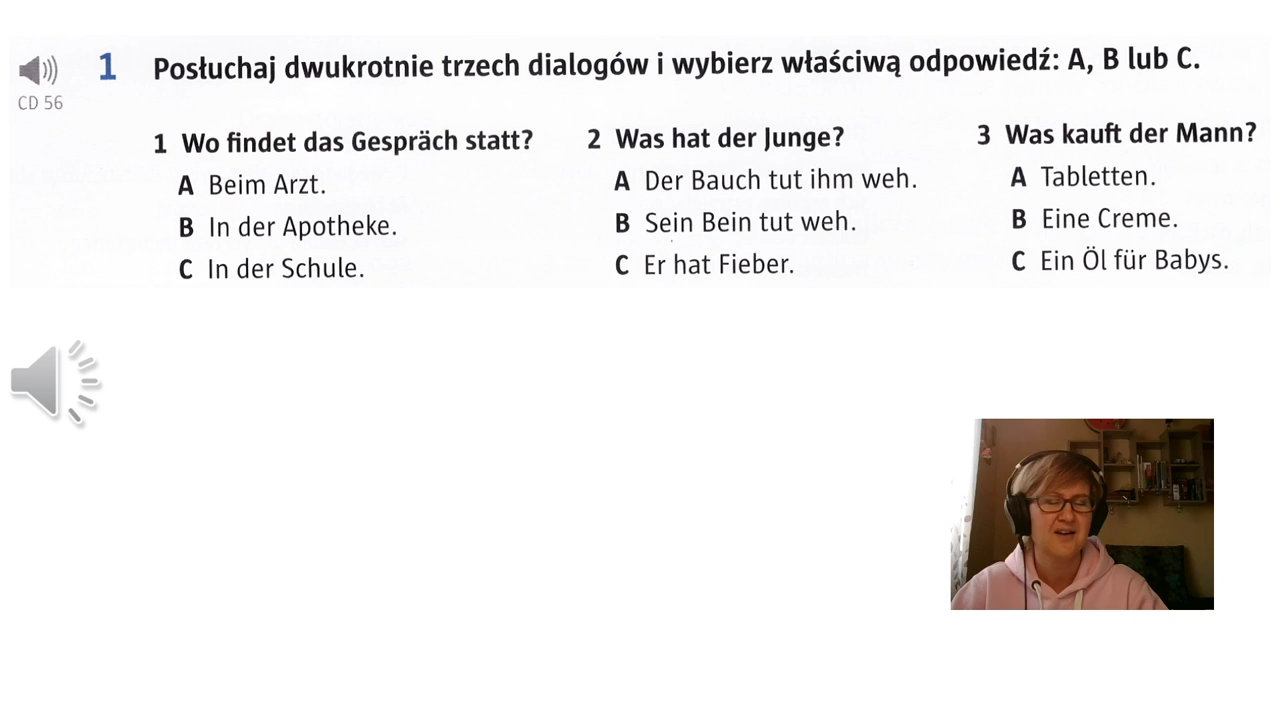 1 Posłuchaj dwukrotnie trzech dialogów i wybierz właściwą odpowiedź: A, B lub C.
CD 56
1 Wo findet das Gespräch statt?
A Beim Arzt.
B In der Apotheke.
C In der Schule.
2 Was hat der Junge?
A Der Bauch tut ihm weh.
B Sein Bein tut weh.
C Er hat Fieber.
3 Was kauft der Mann?
A Tabletten.
B Eine Creme.
C Ein Öl für Babys.